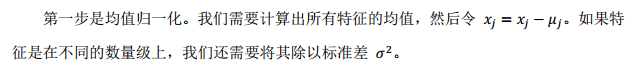 第一步是均值归一化。我们需要计算出所有特征的均值，然后令 xⱼ = xⱼ − μⱼ。如果特
征是在不同的数量级上，我们还需要将其除以标准差 σ²。